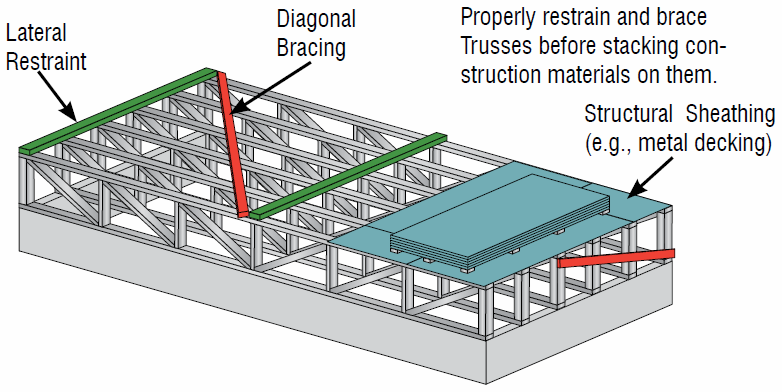 Lateral
Restraint
Diagonal
Bracing
Properly restrain and brace
Trusses before stacking con-
struction materials on them.
Structural Sheathing
(e.g., metal decking)